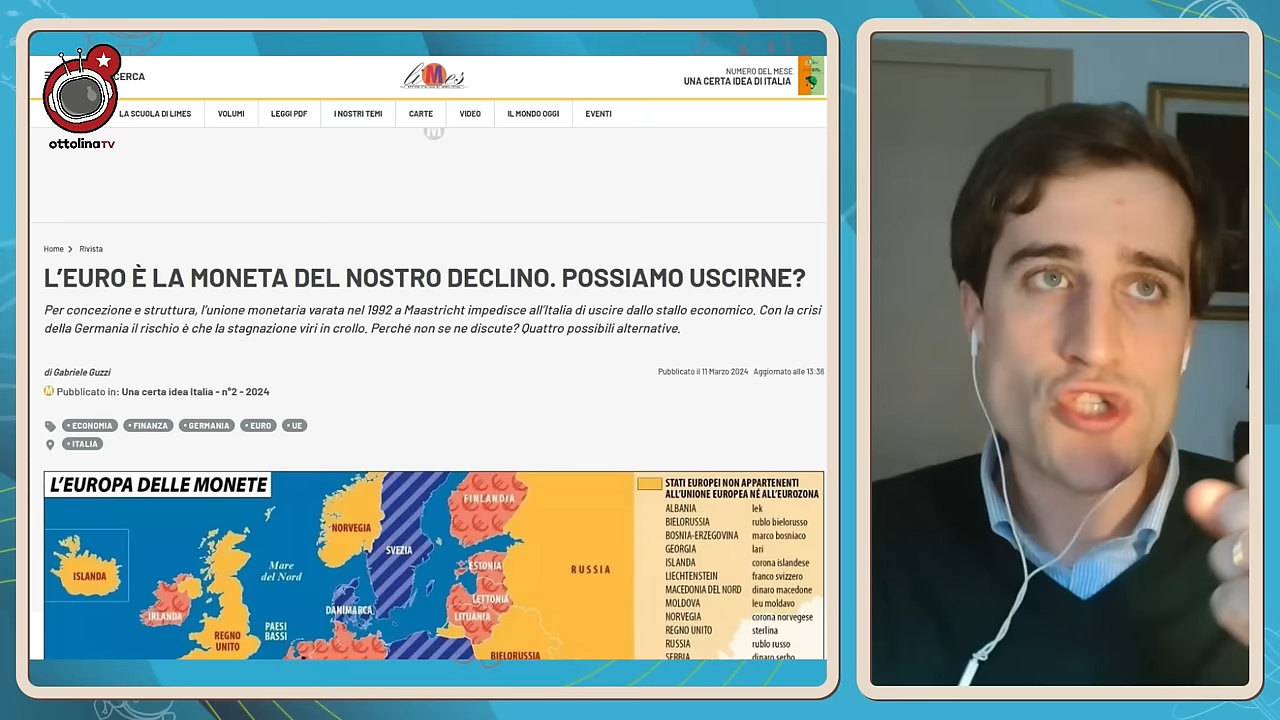 CERCA
ottolinaTV
limes
NUMERO DEL MESE
UNA CERTA IDEA DI ITALIA
LA SCUOLA DI LIMES
VOLUMI
LEGGI PDF
I NOSTRI TEMI
CARTE
VIDEO
IL MONDO OGGI
EVENTI
Home > Rivista
L'EURO È LA MONETA DEL NOSTRO DECLINO. POSSIAMO USCIRNE?
Per concezione e struttura, l'unione monetaria varata nel 1992 a Maastricht impedisce all'Italia di uscire dallo stallo economico. Con la crisi
della Germania il rischio è che la stagnazione viri in crollo. Perché non se ne discute? Quattro possibili alternative.
di Gabriele Guzzi
Pubblicato il 11 Marzo 2024 Aggiornato alle 13:36
Pubblicato in: Una certa idea Italia - n°2 - 2024
• ECONOMIA • FINANZA • GERMANIA • EURO • UE
• ITALIA
L'EUROPA DELLE MONETE
ISLANDA
IRLANDA
REGNO
UNITO
Mare
del Nord
PAESI
BASSI
NORVEGIA
SVEZIA
DANIMARCA
FINLANDIA
ESTONIA
LETTONIA
LITUANIA
BIELORUSSIA
RUSSIA
STATI EUROPEI NON APPARTENENTI
ALL'UNIONE EUROPEA NÉ ALL'EUROZONA
ALBANIA lek
BIELORUSSIA rublo bielorusso
BOSNIA-ERZEGOVINA marco bosniaco
GEORGIA lari
ISLANDA corona islandese
LIECHTENSTEIN franco svizzero
MACEDONIA DEL NORD dinaro macedone
MOLDOVA leu moldavo
NORVEGIA corona norvegese
REGNO UNITO sterlina
RUSSIA rublo russo
SERBIA dinaro serbo